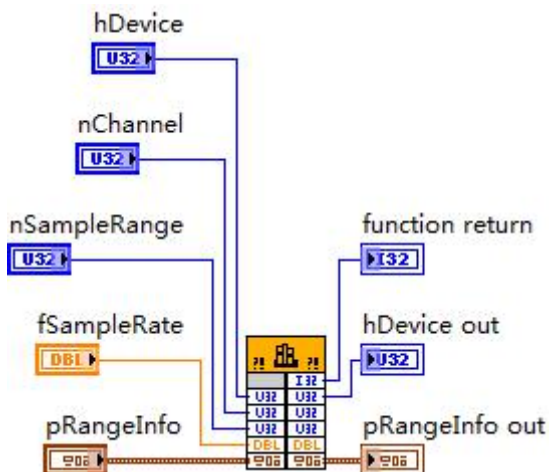 hDevice
U32
nChannel
U32
nSampleRange
U32
function return
I32
fSampleRate
DBL
hDevice out
U32
I32
U32 U32
U32 U32
U32 U32
DBL DBL
pRangeInfo
pRangeInfo out